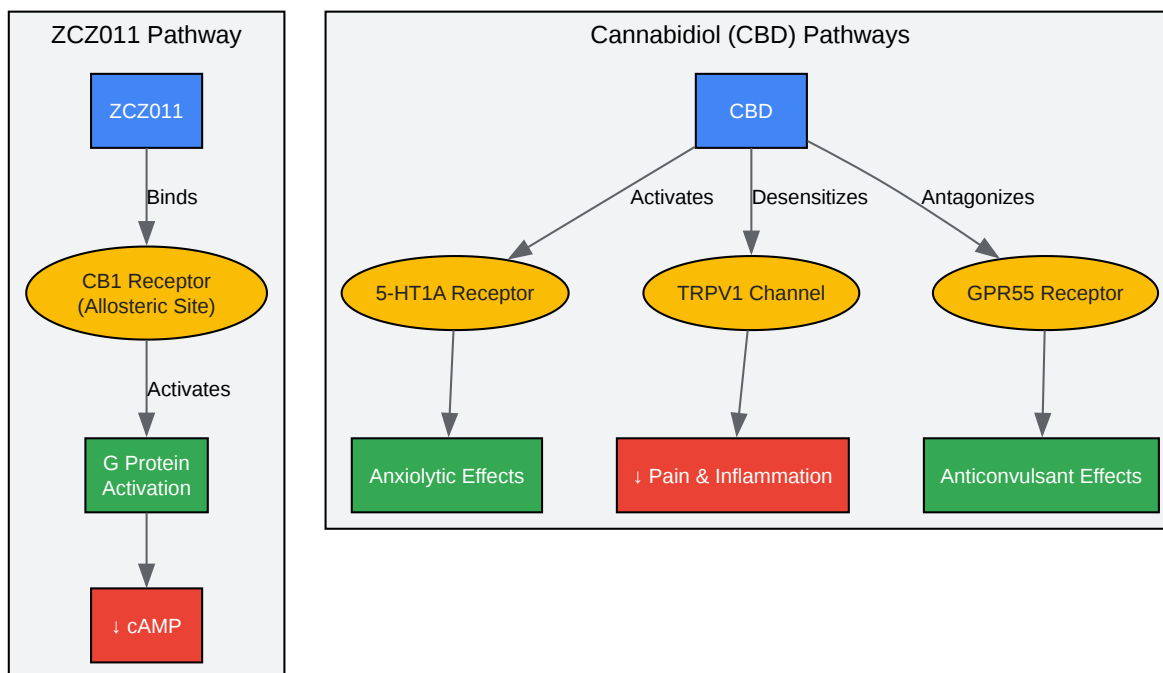 ZCZ011 Pathway
ZCZ011
Binds
CB1 Receptor
(Allosteric Site)
Activates
G Protein
Activation
↓ cAMP
Cannabidiol (CBD) Pathways
CBD
Activates
Desensitizes
Antagonizes
5-HT1A Receptor
TRPV1 Channel
GPR55 Receptor
Anxiolytic Effects
↓ Pain & Inflammation
Anticonvulsant Effects